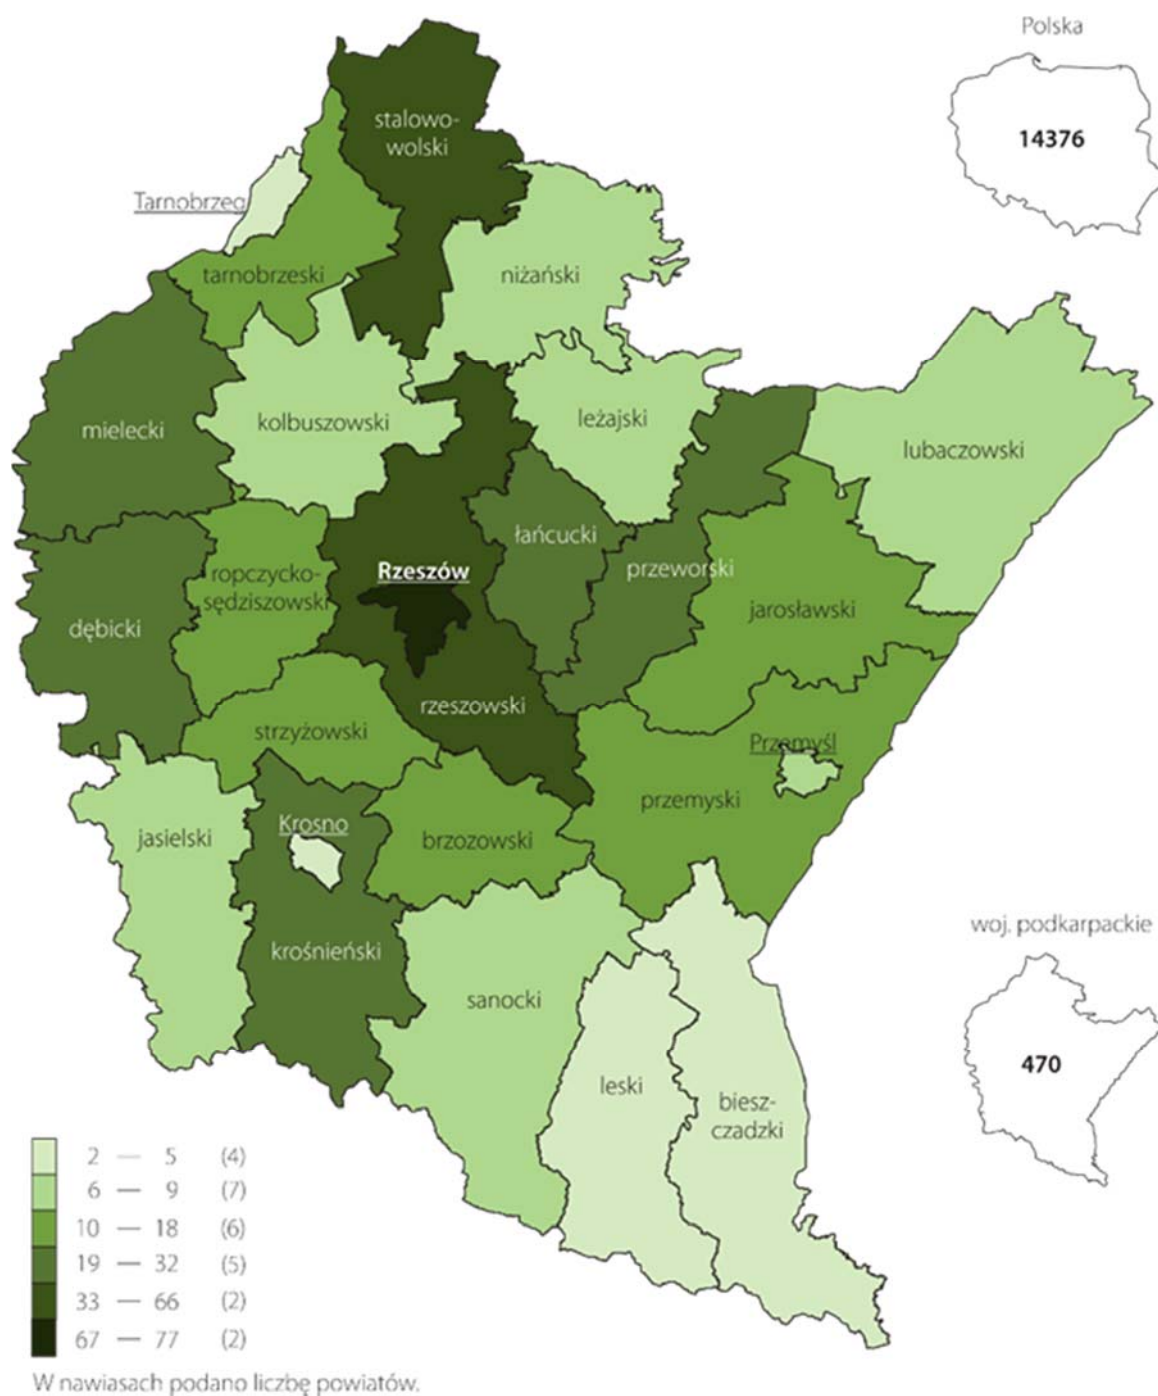 Polska
14376
stalowo-
wolski
Tarnobrzeg
tarnobrzeski
niżański
mielecki
kolbuszowski
leżajski
lubaczowski
łańcucki
przeworski
ropczycko-
sędziszowski
Rzeszów
jarosławski
dębicki
rzeszowski
strzyżowski
Przemyśl
przemyski
jasielski
Krosno
brzozowski
krośnieński
sanocki
woj. podkarpackie
470
leski
biesz-
czadzki
2 — 5 (4)
6 — 9 (7)
10 — 18 (6)
19 — 32 (5)
33 — 66 (2)
67 — 77 (2)
W nawiasach podano liczbę powiatów.